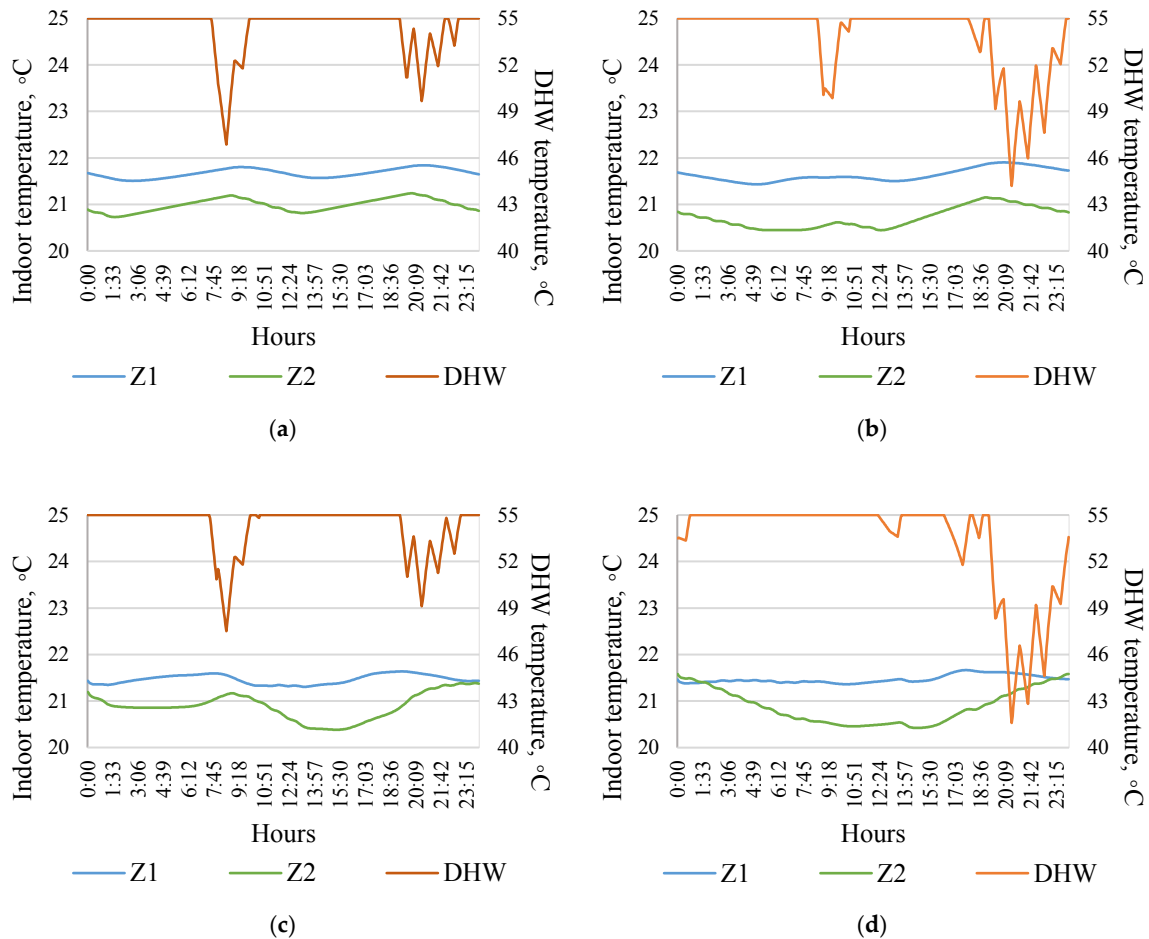 25
24
23
22
21
20
Indoor temperature, °C
55
52
49
46
43
40
DHW temperature, °C
0:00 1:33 3:06 4:39 6:12 7:45 9:18 10:51 12:24 13:57 15:30 17:03 18:36 20:09 21:42 23:15
Hours
Z1 Z2 DHW
(a)
25
24
23
22
21
20
Indoor temperature, °C
55
52
49
46
43
40
DHW temperature, °C
0:00 1:33 3:06 4:39 6:12 7:45 9:18 10:51 12:24 13:57 15:30 17:03 18:36 20:09 21:42 23:15
Hours
Z1 Z2 DHW
(b)
25
24
23
22
21
20
Indoor temperature, °C
55
52
49
46
43
40
DHW temperature, °C
0:00 1:33 3:06 4:39 6:12 7:45 9:18 10:51 12:24 13:57 15:30 17:03 18:36 20:09 21:42 23:15
Hours
Z1 Z2 DHW
(c)
25
24
23
22
21
20
Indoor temperature, °C
55
52
49
46
43
40
DHW temperature, °C
0:00 1:33 3:06 4:39 6:12 7:45 9:18 10:51 12:24 13:57 15:30 17:03 18:36 20:09 21:42 23:15
Hours
Z1 Z2 DHW
(d)